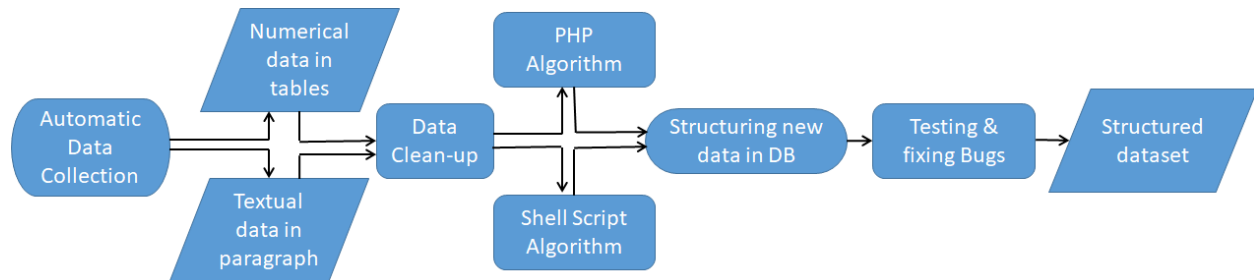 Automatic
Data
Collection
Numerical
data in
tables
Textual
data in
paragraph
Data
Clean-up
PHP
Algorithm
Shell Script
Algorithm
Structuring new
data in DB
Testing &
fixing Bugs
Structured
dataset